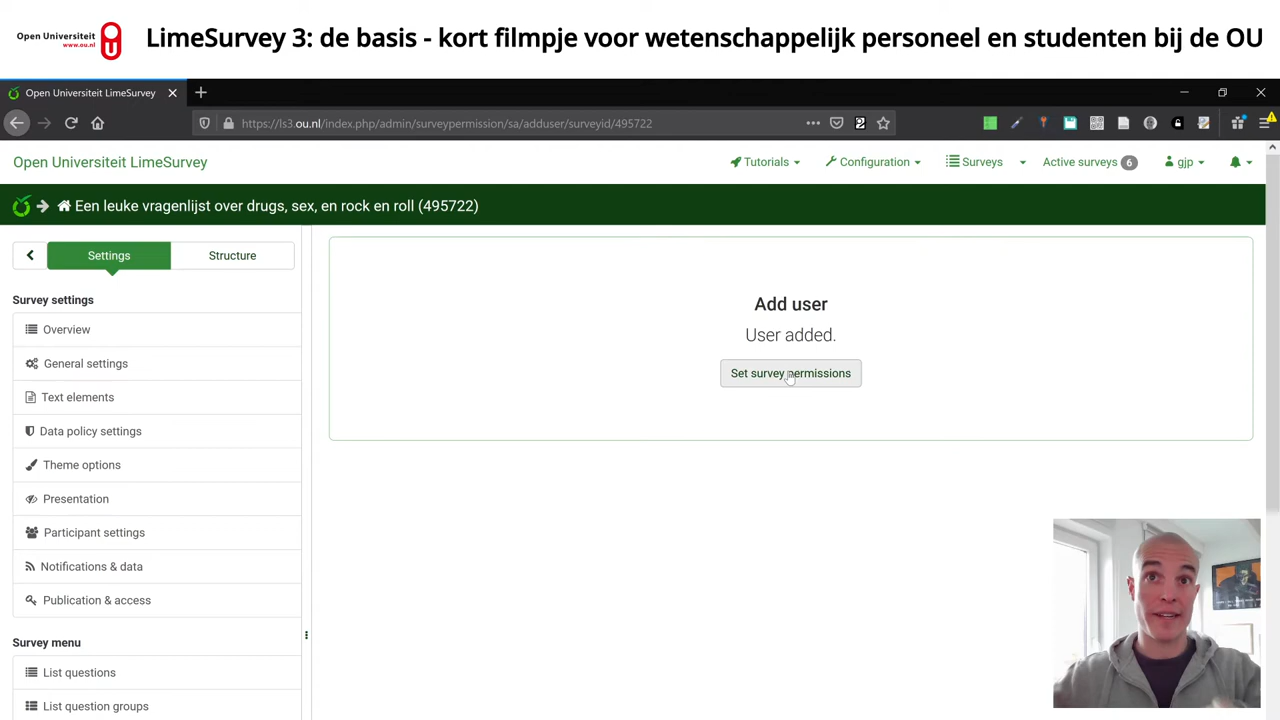 Open Universiteit
www.ou.nl
LimeSurvey 3: de basis - kort filmpje voor wetenschappelijk personeel en studenten bij de OU
Open Universiteit LimeSurvey
https://ls3.ou.nl/index.php/admin/surveypermission/sa/adduser/surveyid/495722
Open Universiteit LimeSurvey
Tutorials
Configuration
Surveys
Active surveys 6
gjp
Een leuke vragenlijst over drugs, sex, en rock en roll (495722)
Settings
Structure
Survey settings
Overview
General settings
Text elements
Data policy settings
Theme options
Presentation
Participant settings
Notifications & data
Publication & access
Survey menu
List questions
List question groups
Add user
User added.
Set survey permissions